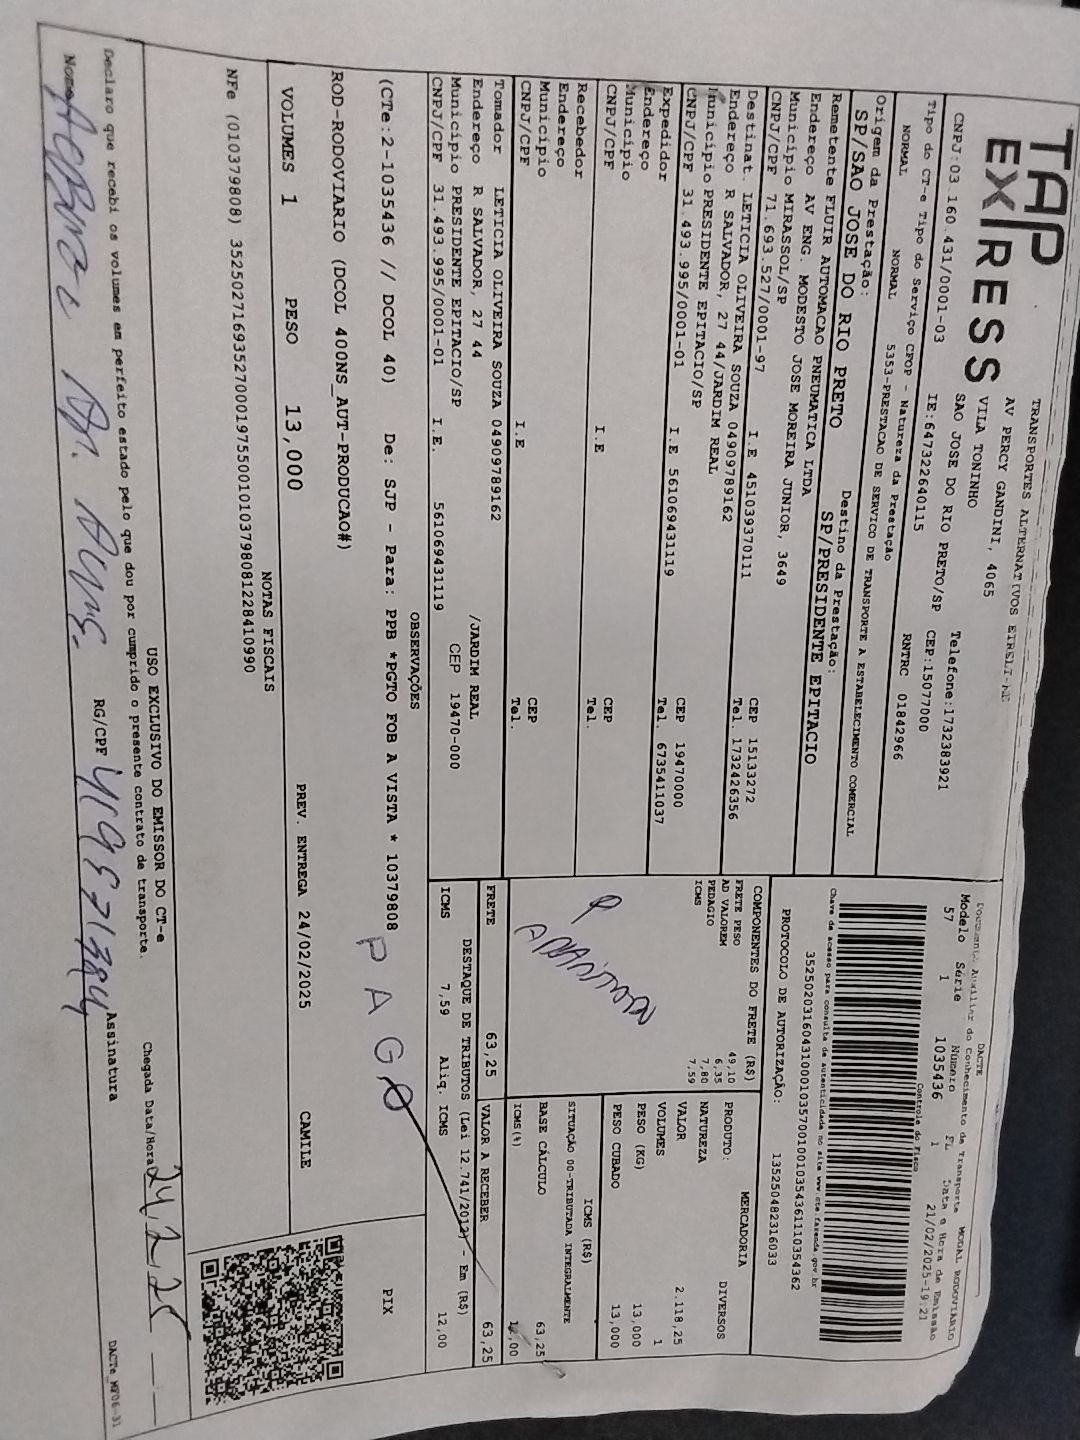 TAP
EXPRESS
TRANSPORTES ALTERNATIVOS EIRELI-ME
AV PERCY GANDINI, 4065
VILA TONINHO
SAO JOSE DO RIO PRETO/SP Telefone:1732383921
CNPJ:03.160.431/0001-03 IE:647322640115 CEP:15077000
Tipo do CT-e Tipo do Serviço CFOP - Natureza da Prestação RNTRC 01842966
NORMAL NORMAL 5353-PRESTACAO DE SERVICO DE TRANSPORTE A ESTABELECIMENTO COMERCIAL
Origem da Prestação: Destino da Prestação:
SP/SAO JOSE DO RIO PRETO SP/PRESIDENTE EPITACIO
Remetente FLUIR AUTOMACAO PNEUMATICA LTDA
Endereço AV ENG. MODESTO JOSE MOREIRA JUNIOR, 3649
Município MIRASSOL/SP CEP 15133272
CNPJ/CPF 71.693.527/0001-97 I.E 451039370111 Tel. 1732426356
Destinat. LETICIA OLIVEIRA SOUZA 04909789162
Endereço R SALVADOR, 27 44/JARDIM REAL
Município PRESIDENTE EPITACIO/SP CEP 19470000
CNPJ/CPF 31.493.995/0001-01 I.E 561069431119 Tel. 6735411037
Expedidor
Endereço
Município CEP
CNPJ/CPF I.E Tel.
Recebedor
Endereço
Município CEP
CNPJ/CPF I.E Tel.
Tomador LETICIA OLIVEIRA SOUZA 04909789162
Endereço R SALVADOR, 27 44 /JARDIM REAL
Município PRESIDENTE EPITACIO/SP CEP 19470-000
CNPJ/CPF 31.493.995/0001-01 I.E. 561069431119
DACTE
Documento Auxiliar do Conhecimento de Transporte MODAL RODOVIÁRIO
Modelo Série Número FL Data e Hora de Emissão
57 1 1035436 1 21/02/2025-19:21
Controle do Fisco
Chave de acesso para consulta de autenticidade no site www.cte.fazenda.gov.br
35250203160431000103570010010354361110354362
PROTOCOLO DE AUTORIZAÇÃO: 135250482316033
COMPONENTES DO FRETE (R$)
FRETE PESO 49,10
AD VALOREM 6,35
PEDAGIO 7,80
ICMS 7,59
MERCADORIA
PRODUTO: DIVERSOS
NATUREZA
VALOR 2.118,25
VOLUMES 1
PESO (KG) 13,000
PESO CUBADO 13,000
ICMS (R$)
SITUAÇÃO 00-TRIBUTADA INTEGRALMENTE
BASE CÁLCULO 63,25
ICMS(%) 12,00
FRETE 63,25 VALOR A RECEBER 63,25
DESTAQUE DE TRIBUTOS (Lei 12.741/2012) - Em (R$)
ICMS 7,59 Aliq. ICMS 12,00
OBSERVAÇÕES
(CTe:2-1035436 // DCOL 40) De: SJP - Para: PPB *PGTO FOB A VISTA * 10379808
PAGO
PIX
ROD-RODOVIARIO (DCOL 400NS_AUT-PRODUCAO#)
VOLUMES 1 PESO 13,000 PREV. ENTREGA 24/02/2025 CAMILE
NOTAS FISCAIS
NFe (010379808) 35250271693527000197550010103798081228410990
USO EXCLUSIVO DO EMISSOR DO CT-e
Declaro que recebi os volumes em perfeito estado pelo que dou por cumprido o presente contrato de transporte. Chegada Data/Hora 24/2/25
Nome RG/CPF Assinatura
DACTe_MP06-31